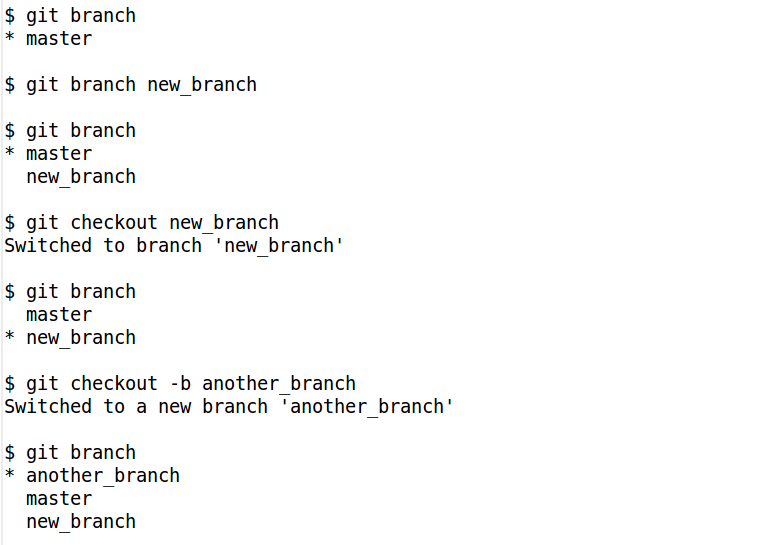 $ git branch
* master
$ git branch new_branch
$ git branch
* master
  new_branch
$ git checkout new_branch
Switched to branch 'new_branch'
$ git branch
  master
* new_branch
$ git checkout -b another_branch
Switched to a new branch 'another_branch'
$ git branch
* another_branch
  master
  new_branch